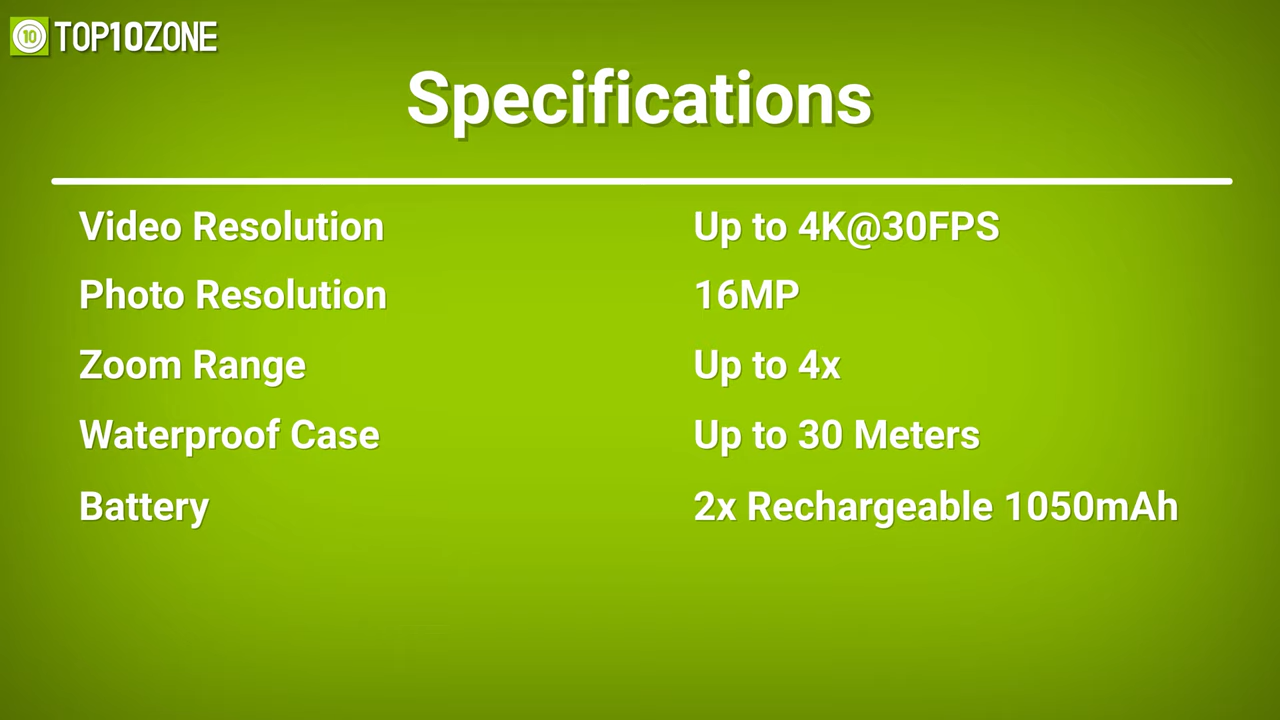 10 TOP10ZONE
Specifications
Video Resolution Up to 4K@30FPS
Photo Resolution 16MP
Zoom Range Up to 4x
Waterproof Case Up to 30 Meters
Battery 2x Rechargeable 1050mAh